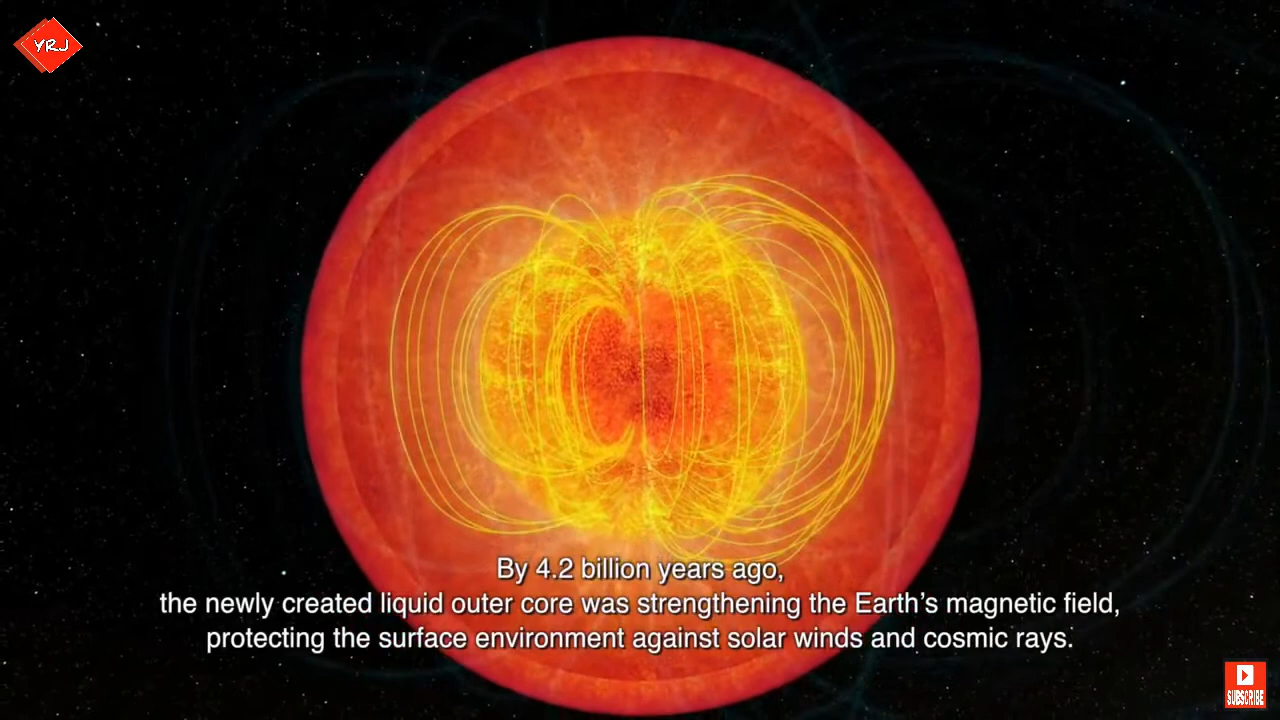 YRJ
By 4.2 billion years ago,
the newly created liquid outer core was strengthening the Earth’s magnetic field,
protecting the surface environment against solar winds and cosmic rays.
SUBSCRIBE